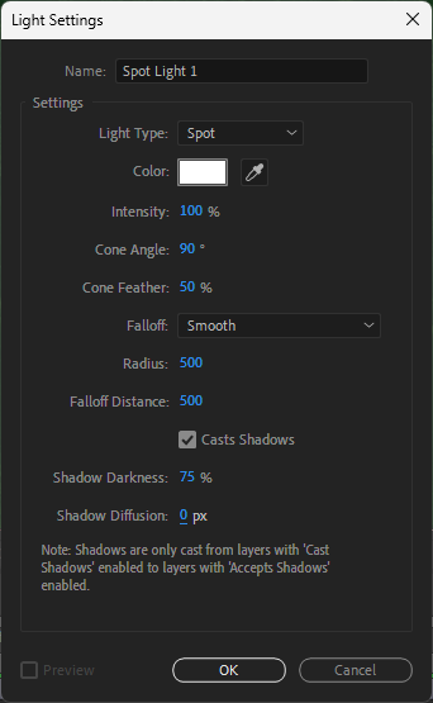 Light Settings
Name: Spot Light 1
Settings
Light Type: Spot
Color:
Intensity: 100 %
Cone Angle: 90 °
Cone Feather: 50 %
Falloff: Smooth
Radius: 500
Falloff Distance: 500
Casts Shadows
Shadow Darkness: 75 %
Shadow Diffusion: 0 px
Note: Shadows are only cast from layers with 'Cast
Shadows' enabled to layers with 'Accepts Shadows'
enabled.
Preview OK Cancel